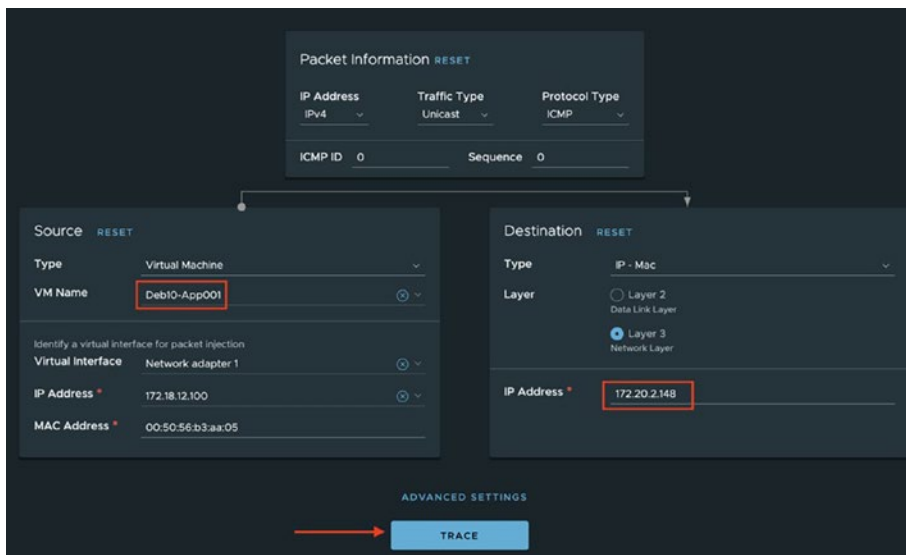 Packet Information RESET
IP Address Traffic Type Protocol Type
IPv4 Unicast ICMP
ICMP ID 0 Sequence 0
Source RESET
Type Virtual Machine
VM Name Deb10-App001
Identify a virtual interface for packet injection
Virtual Interface Network adapter 1
IP Address * 172.18.12.100
MAC Address * 00:50:56:b3:aa:05
Destination RESET
Type IP - Mac
Layer Layer 2
Data Link Layer
Layer 3
Network Layer
IP Address * 172.20.2.148
ADVANCED SETTINGS
TRACE